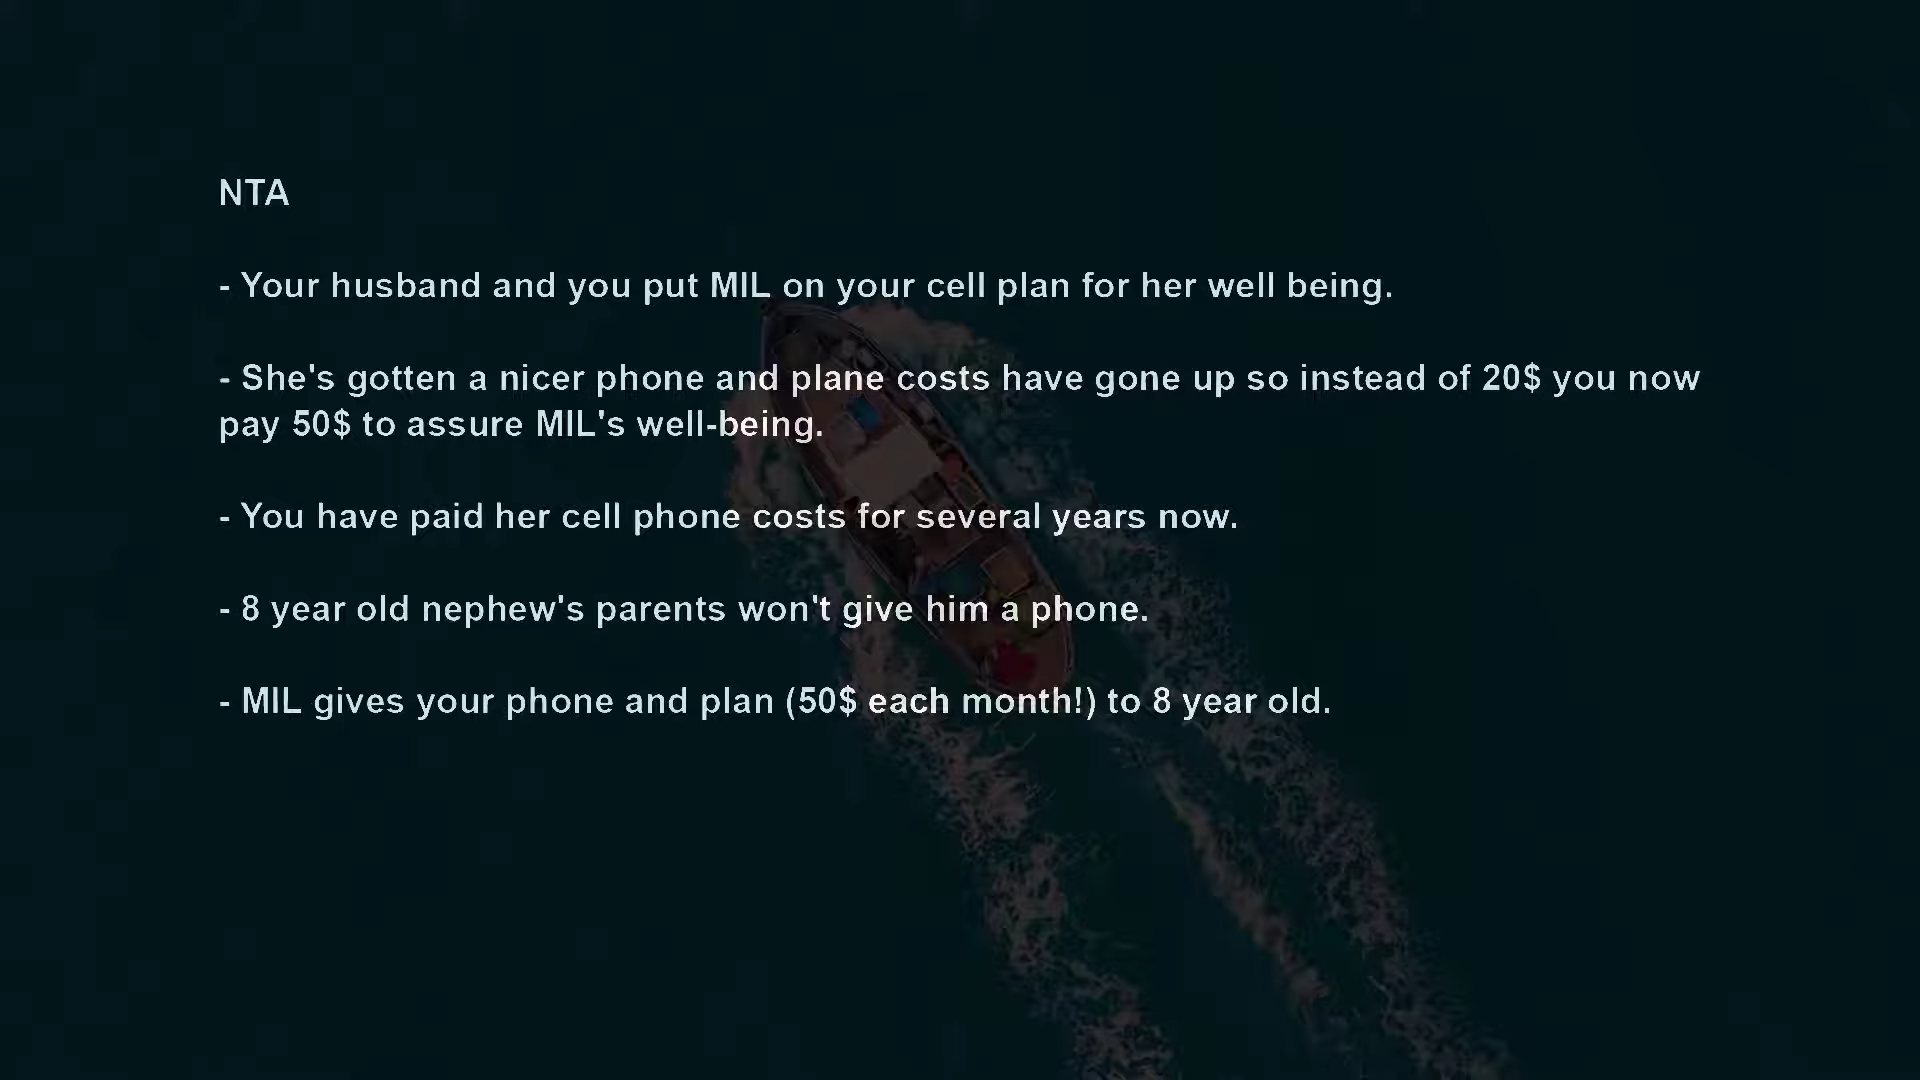 NTA
- Your husband and you put MIL on your cell plan for her well being.
- She's gotten a nicer phone and plane costs have gone up so instead of 20$ you now
pay 50$ to assure MIL's well-being.
- You have paid her cell phone costs for several years now.
- 8 year old nephew's parents won't give him a phone.
- MIL gives your phone and plan (50$ each month!) to 8 year old.